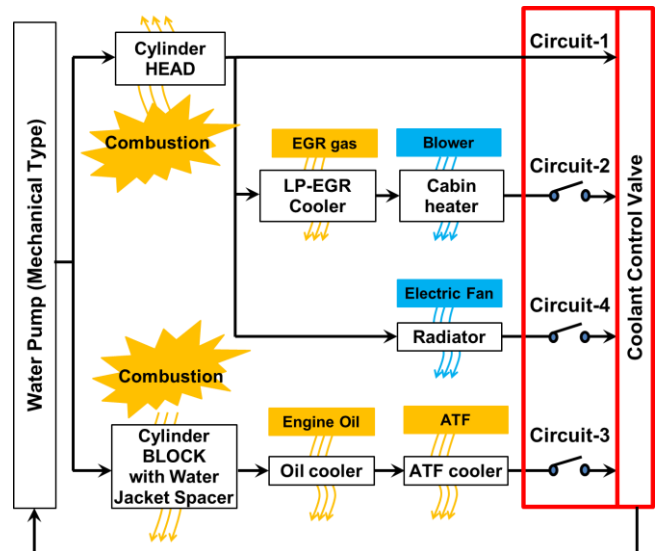 Water Pump (Mechanical Type)
Cylinder
HEAD
Combustion
Circuit-1
EGR gas
Blower
LP-EGR
Cooler
Cabin
heater
Circuit-2
Electric Fan
Radiator
Circuit-4
Combustion
Cylinder
BLOCK
with Water
Jacket Spacer
Engine Oil
Oil cooler
ATF
ATF cooler
Circuit-3
Coolant Control Valve